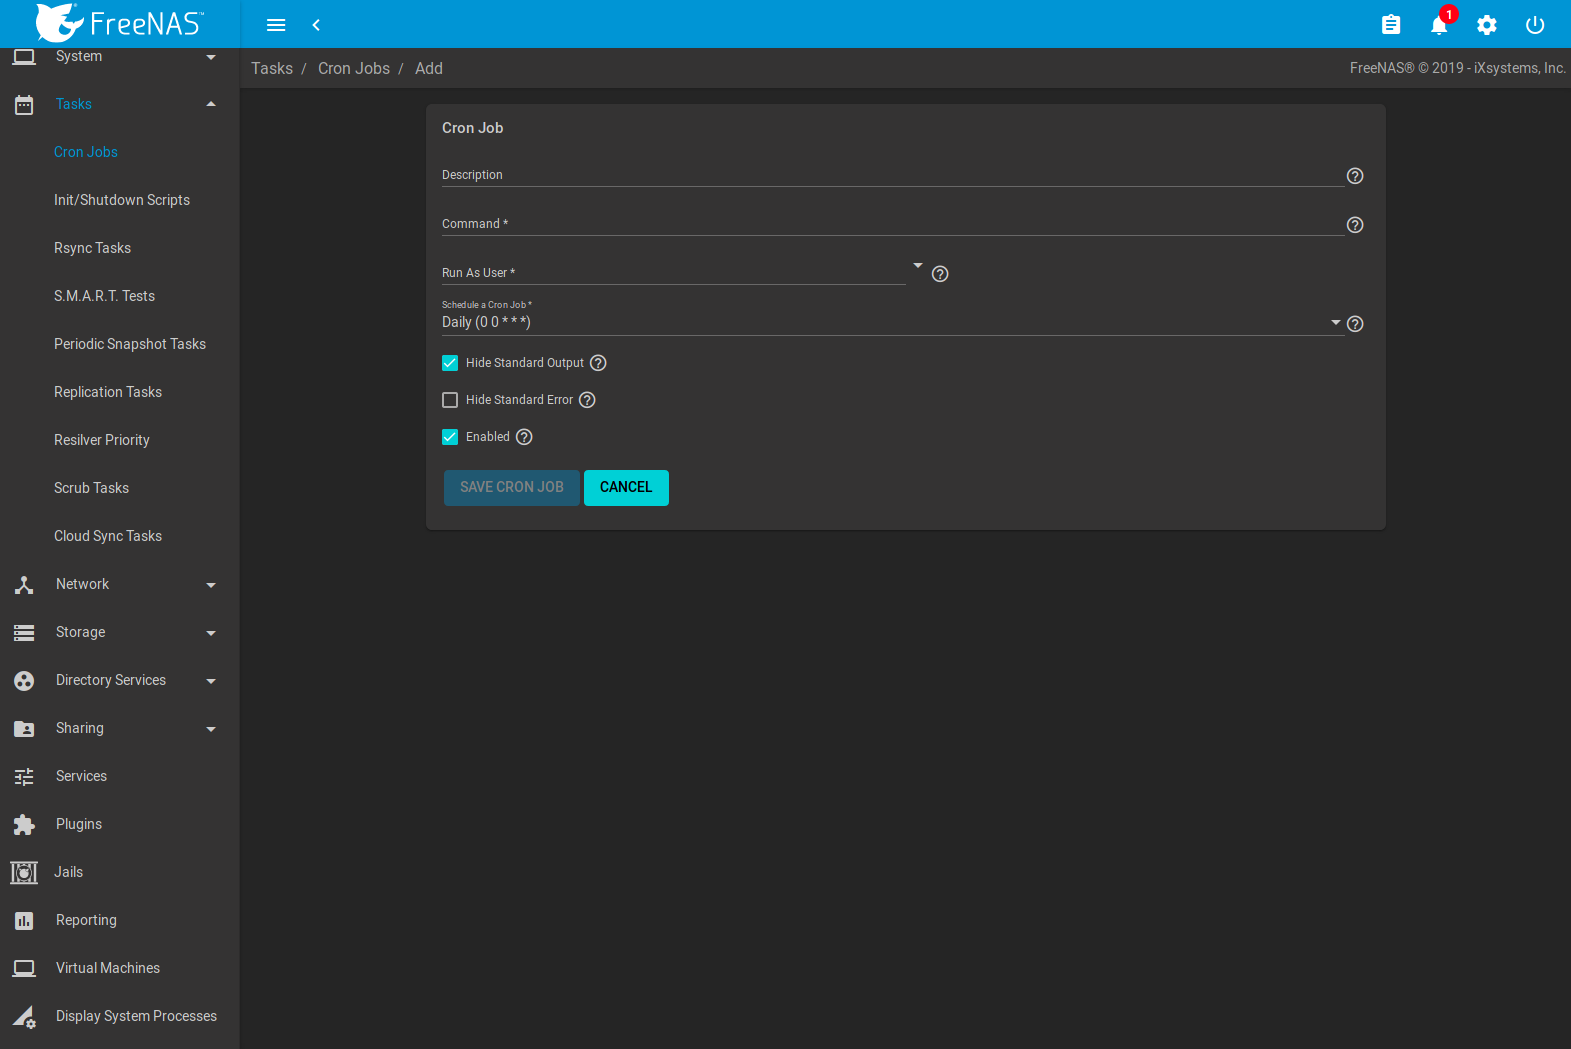 FreeNAS™
1
System
Tasks
Cron Jobs
Init/Shutdown Scripts
Rsync Tasks
S.M.A.R.T. Tests
Periodic Snapshot Tasks
Replication Tasks
Resilver Priority
Scrub Tasks
Cloud Sync Tasks
Network
Storage
Directory Services
Sharing
Services
Plugins
Jails
Reporting
Virtual Machines
Display System Processes
Tasks / Cron Jobs / Add
FreeNAS® © 2019 - iXsystems, Inc.
Cron Job
Description
Command *
Run As User *
Schedule a Cron Job *
Daily (0 0 * * *)
Hide Standard Output
Hide Standard Error
Enabled
SAVE CRON JOB CANCEL